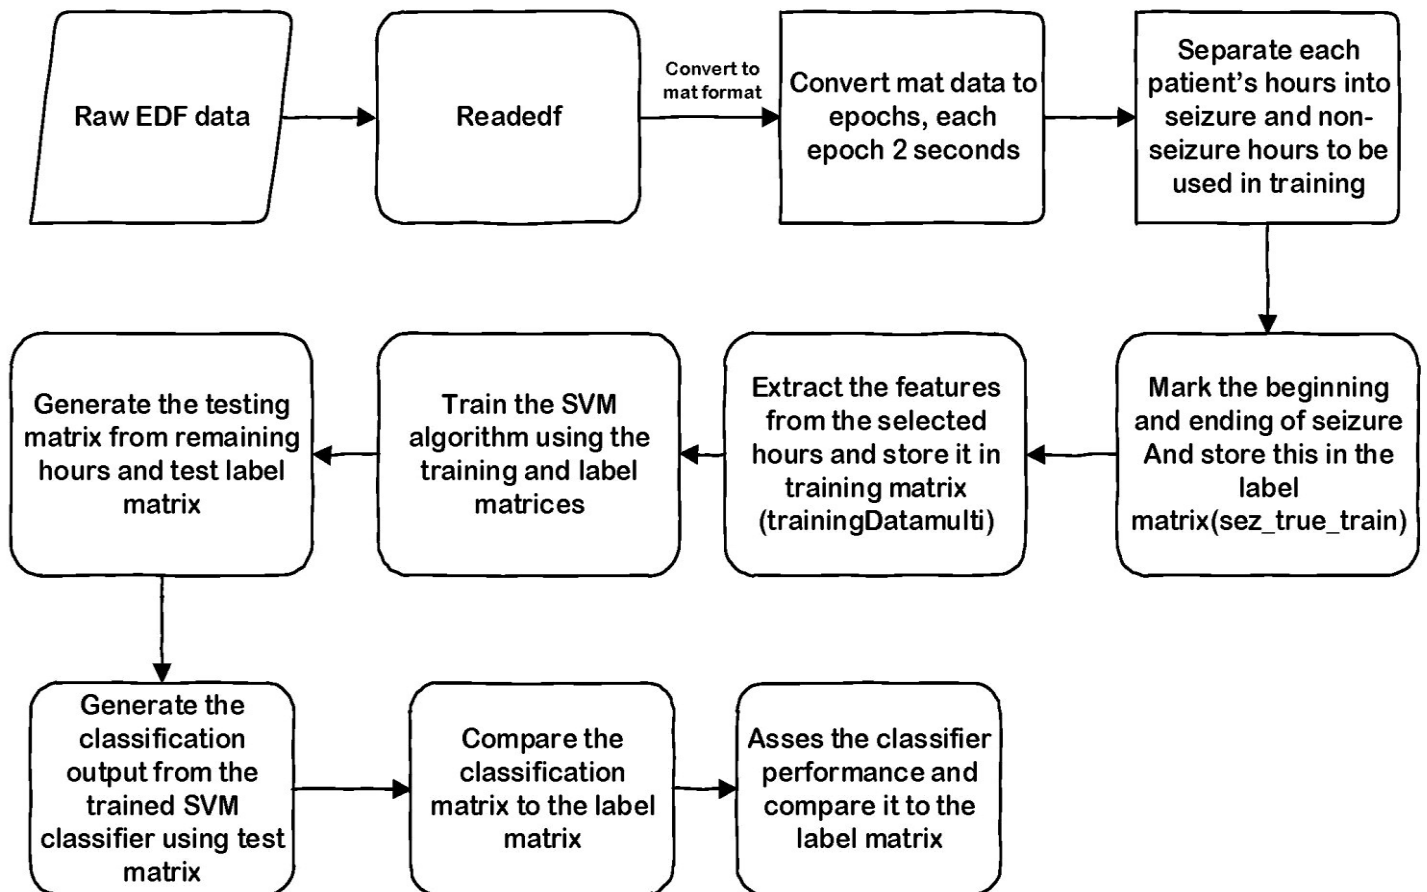 Raw EDF data
Readedf
Convert to
mat format
Convert mat data to
epochs, each
epoch 2 seconds
Separate each
patient's hours into
seizure and non-
seizure hours to be
used in training
Mark the beginning
and ending of seizure
And store this in the
label
matrix(sez_true_train)
Extract the features
from the selected
hours and store it in
training matrix
(trainingDatamulti)
Train the SVM
algorithm using the
training and label
matrices
Generate the testing
matrix from remaining
hours and test label
matrix
Generate the
classification
output from the
trained SVM
classifier using test
matrix
Compare the
classification
matrix to the label
matrix
Asses the classifier
performance and
compare it to the
label matrix